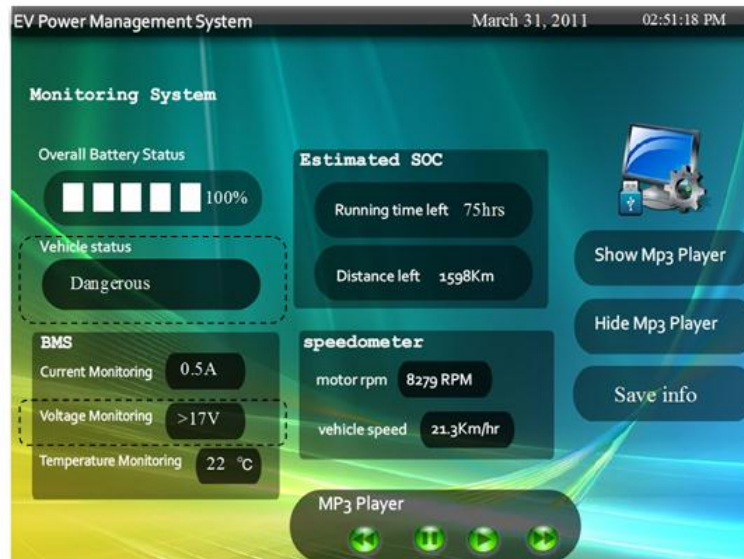 EV Power Management System March 31, 2011 02:51:18 PM
Monitoring System
Overall Battery Status
100%
Vehicle status
Dangerous
BMS
Current Monitoring 0.5A
Voltage Monitoring >17V
Temperature Monitoring 22 °C
Estimated SOC
Running time left 75hrs
Distance left 1598Km
speedometer
motor rpm 8279 RPM
vehicle speed 21.3Km/hr
Show Mp3 Player
Hide Mp3 Player
Save info
MP3 Player